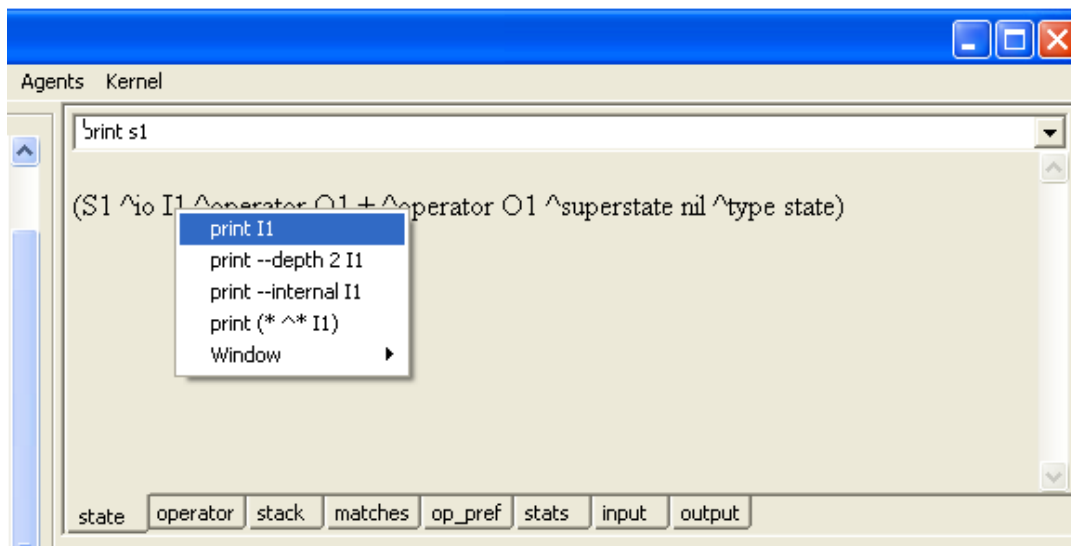 Agents Kernel
print s1
(S1 ^io I1 ^operator O1 + ^operator O1 ^superstate nil ^type state)
print I1
print --depth 2 I1
print --internal I1
print (* ^* I1)
Window
state operator stack matches op_pref stats input output